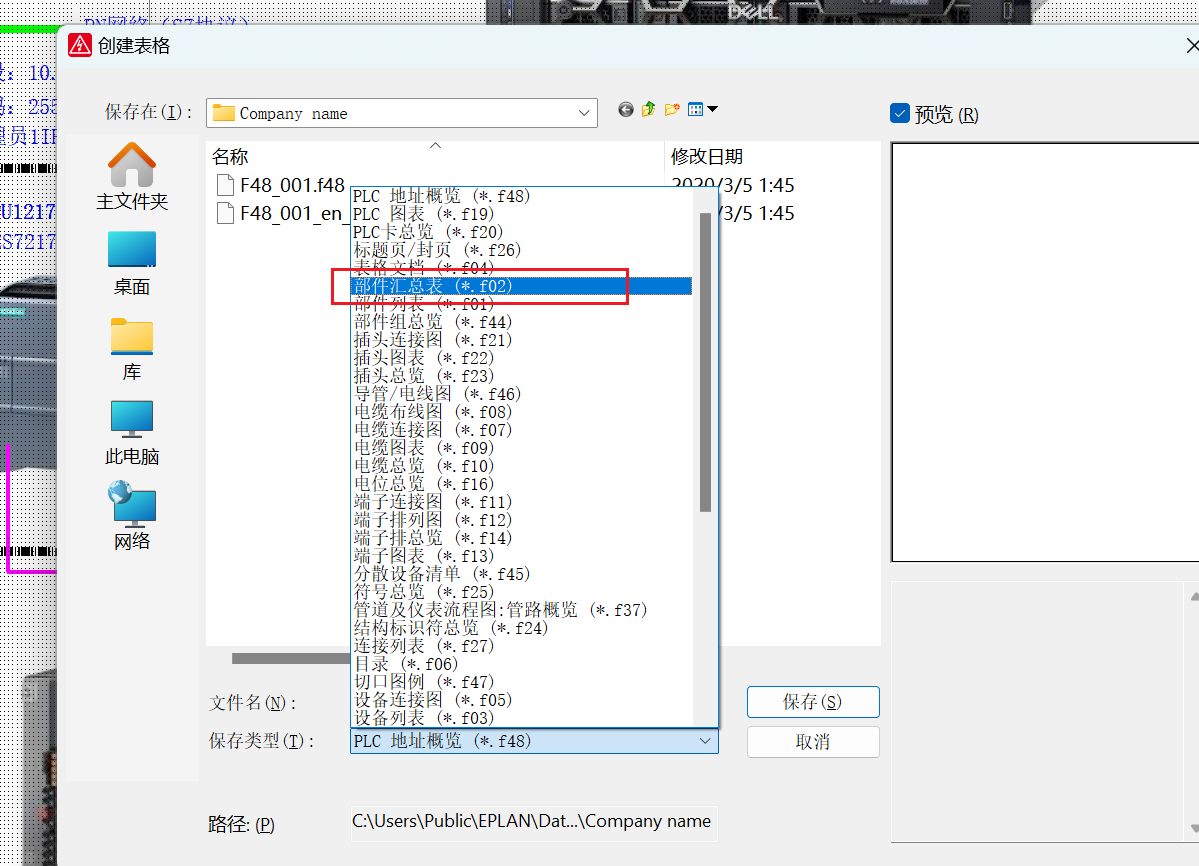 PN网络（S7协议）
DELL
创建表格
10.
255
保存在(I):
Company name
预览 (R)
名称
修改日期
F48_001.f48
2020/3/5 1:45
F48_001_en_
/3/5 1:45
主文件夹
桌面
库
此电脑
网络
PLC 地址概览 (*.f48)
PLC 图表 (*.f19)
PLC卡总览 (*.f20)
标题页/封页 (*.f26)
表格文档 (*.f04)
部件汇总表 (*.f02)
部件列表 (*.f01)
部件组总览 (*.f44)
插头连接图 (*.f21)
插头图表 (*.f22)
插头总览 (*.f23)
导管/电线图 (*.f46)
电缆布线图 (*.f08)
电缆连接图 (*.f07)
电缆图表 (*.f09)
电缆总览 (*.f10)
电位总览 (*.f16)
端子连接图 (*.f11)
端子排列图 (*.f12)
端子排总览 (*.f14)
端子图表 (*.f13)
分散设备清单 (*.f45)
符号总览 (*.f25)
管道及仪表流程图:管路概览 (*.f37)
结构标识符总览 (*.f24)
连接列表 (*.f27)
目录 (*.f06)
切口图例 (*.f47)
设备连接图 (*.f05)
设备列表 (*.f03)
文件名(N):
保存(S)
保存类型(T):
PLC 地址概览 (*.f48)
取消
路径: (P)
C:\Users\Public\EPLAN\Dat...\Company name